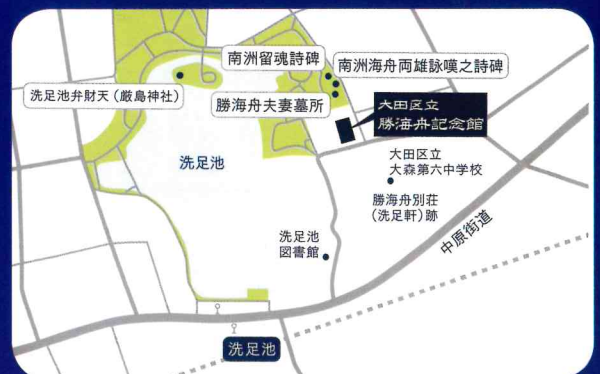 南洲留魂詩碑
南洲海舟両雄詠嘆之詩碑
洗足池弁財天（厳島神社）
勝海舟夫妻墓所
大田区立
勝海舟記念館
洗足池
大田区立
大森第六中学校
勝海舟別荘
（洗足軒）跡
中原街道
洗足池
図書館
洗足池